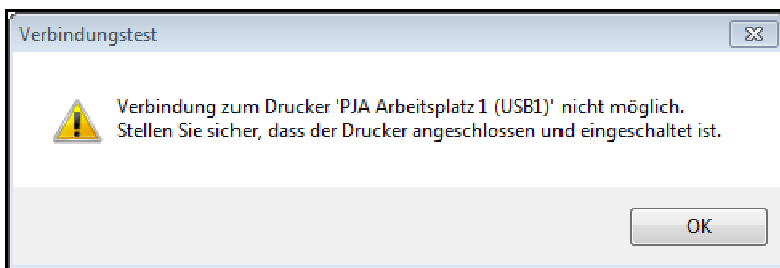 Verbindungstest
Verbindung zum Drucker 'PJA Arbeitsplatz 1 (USB1)' nicht möglich.
Stellen Sie sicher, dass der Drucker angeschlossen und eingeschaltet ist.
OK